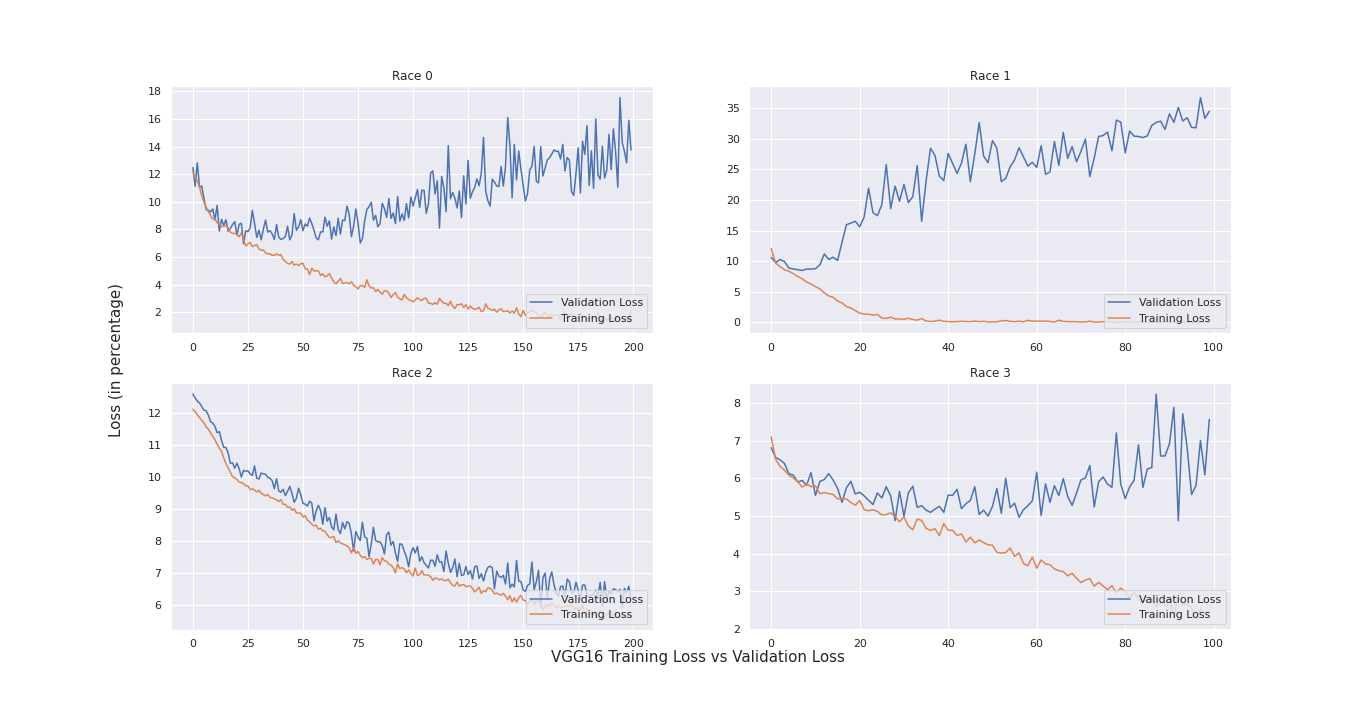 Race 0
18
16
14
12
10
8
6
4
2
0 25 50 75 100 125 150 175 200
Validation Loss
Training Loss
Race 1
35
30
25
20
15
10
5
0
0 20 40 60 80 100
Validation Loss
Training Loss
Loss (in percentage)
Race 2
12
11
10
9
8
7
6
0 25 50 75 100 125 150 175 200
Validation Loss
Training Loss
Race 3
8
7
6
5
4
3
2
0 20 40 60 80 100
Validation Loss
Training Loss
VGG16 Training Loss vs Validation Loss